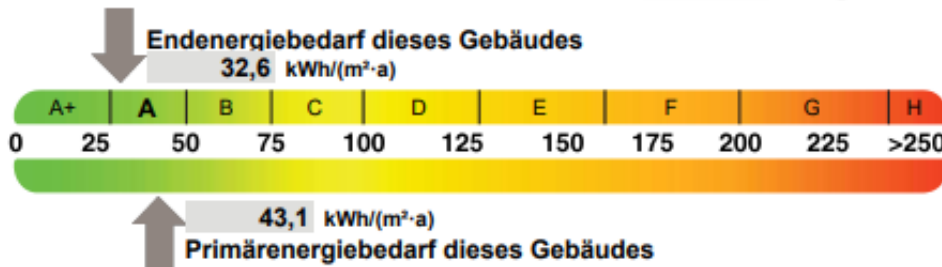 Endenergiebedarf dieses Gebäudes
32,6 kWh/(m²·a)
A+ A B C D E F G H
0 25 50 75 100 125 150 175 200 225 >250
43,1 kWh/(m²·a)
Primärenergiebedarf dieses Gebäudes